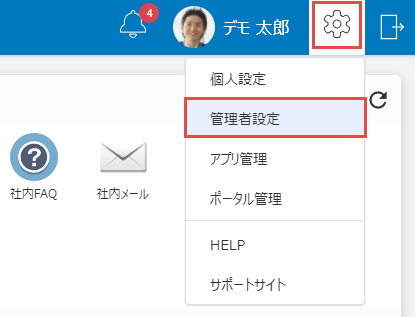 4
デモ 太郎
個人設定
管理者設定
アプリ管理
ポータル管理
HELP
サポートサイト
社内FAQ
社内メール